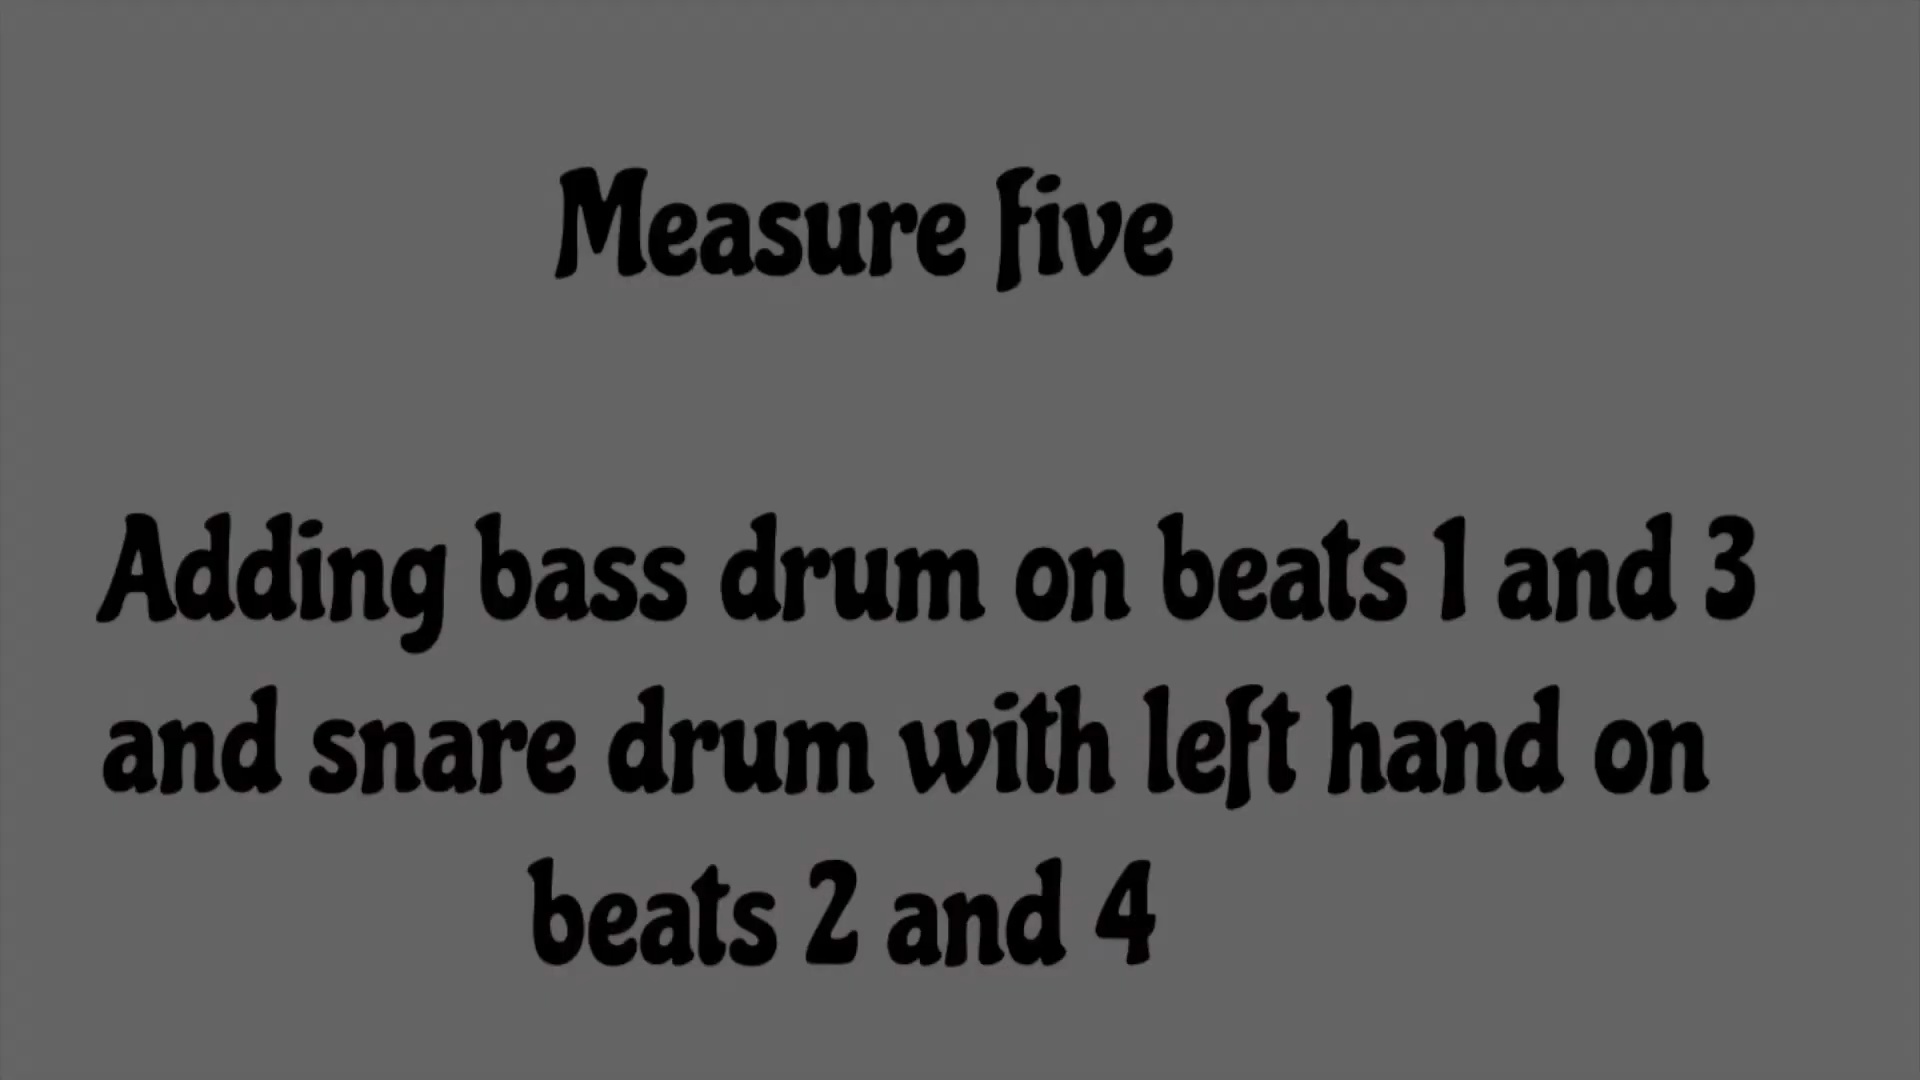 Measure five
Adding bass drum on beats 1 and 3
and snare drum with left hand on
beats 2 and 4